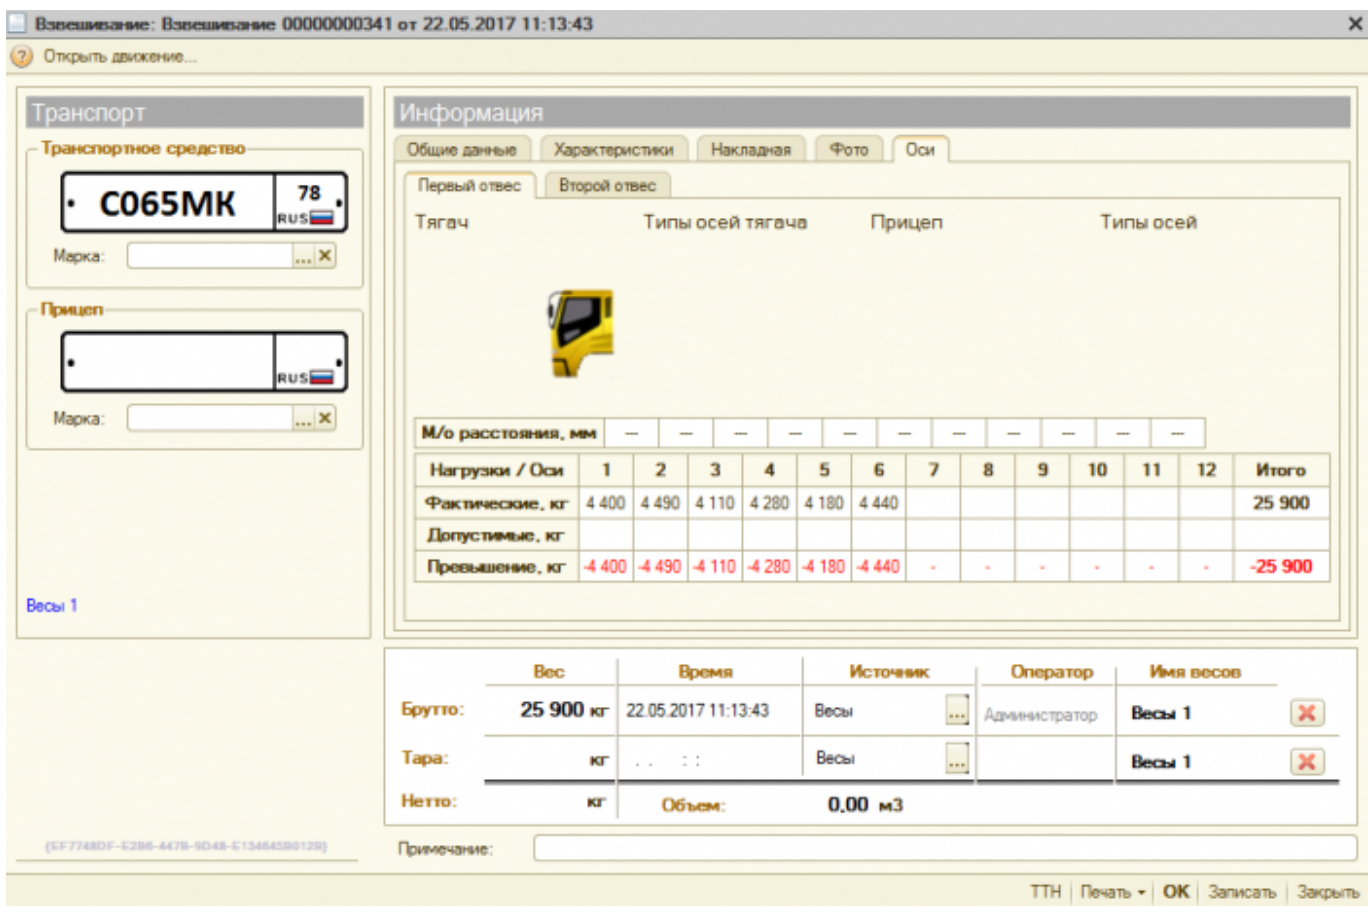 Взвешивание: Взвешивание 00000000341 от 22.05.2017 11:13:43
Открыть движение...
Транспорт
Транспортное средство
С065МК 78 RUS
Марка: ...
Прицеп
RUS
Марка: ...
Весы 1
Информация
Общие данные Характеристики Накладная Фото Оси
Первый отвес Второй отвес
Тягач Типы осей тягача Прицеп Типы осей
М/о расстояния, мм --- --- --- --- --- --- --- --- --- --- ---
Нагрузки / Оси 1 2 3 4 5 6 7 8 9 10 11 12 Итого
Фактические, кг 4 400 4 490 4 110 4 280 4 180 4 440 25 900
Допустимые, кг
Превышение, кг -4 400 -4 490 -4 110 -4 280 -4 180 -4 440 - - - - - - -25 900
Вес Время Источник Оператор Имя весов
Брутто: 25 900 кг 22.05.2017 11:13:43 Весы ... Администратор Весы 1
Тара: кг . . : : Весы ... Весы 1
Нетто: кг Объем: 0,00 м3
{EF7748DF-E2B6-447B-9D48-E134645B012B}
Примечание:
ТТН Печать OK Записать Закрыть